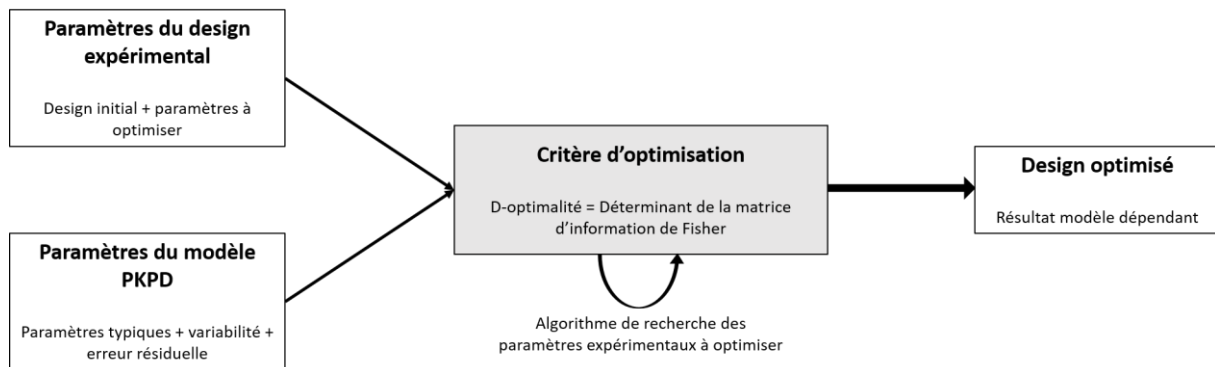 Paramètres du design
expérimental
Design initial + paramètres à
optimiser
Paramètres du modèle
PKPD
Paramètres typiques + variabilité +
erreur résiduelle
Critère d'optimisation
D-optimalité = Déterminant de la matrice
d'information de Fisher
Algorithme de recherche des
paramètres expérimentaux à optimiser
Design optimisé
Résultat modèle dépendant